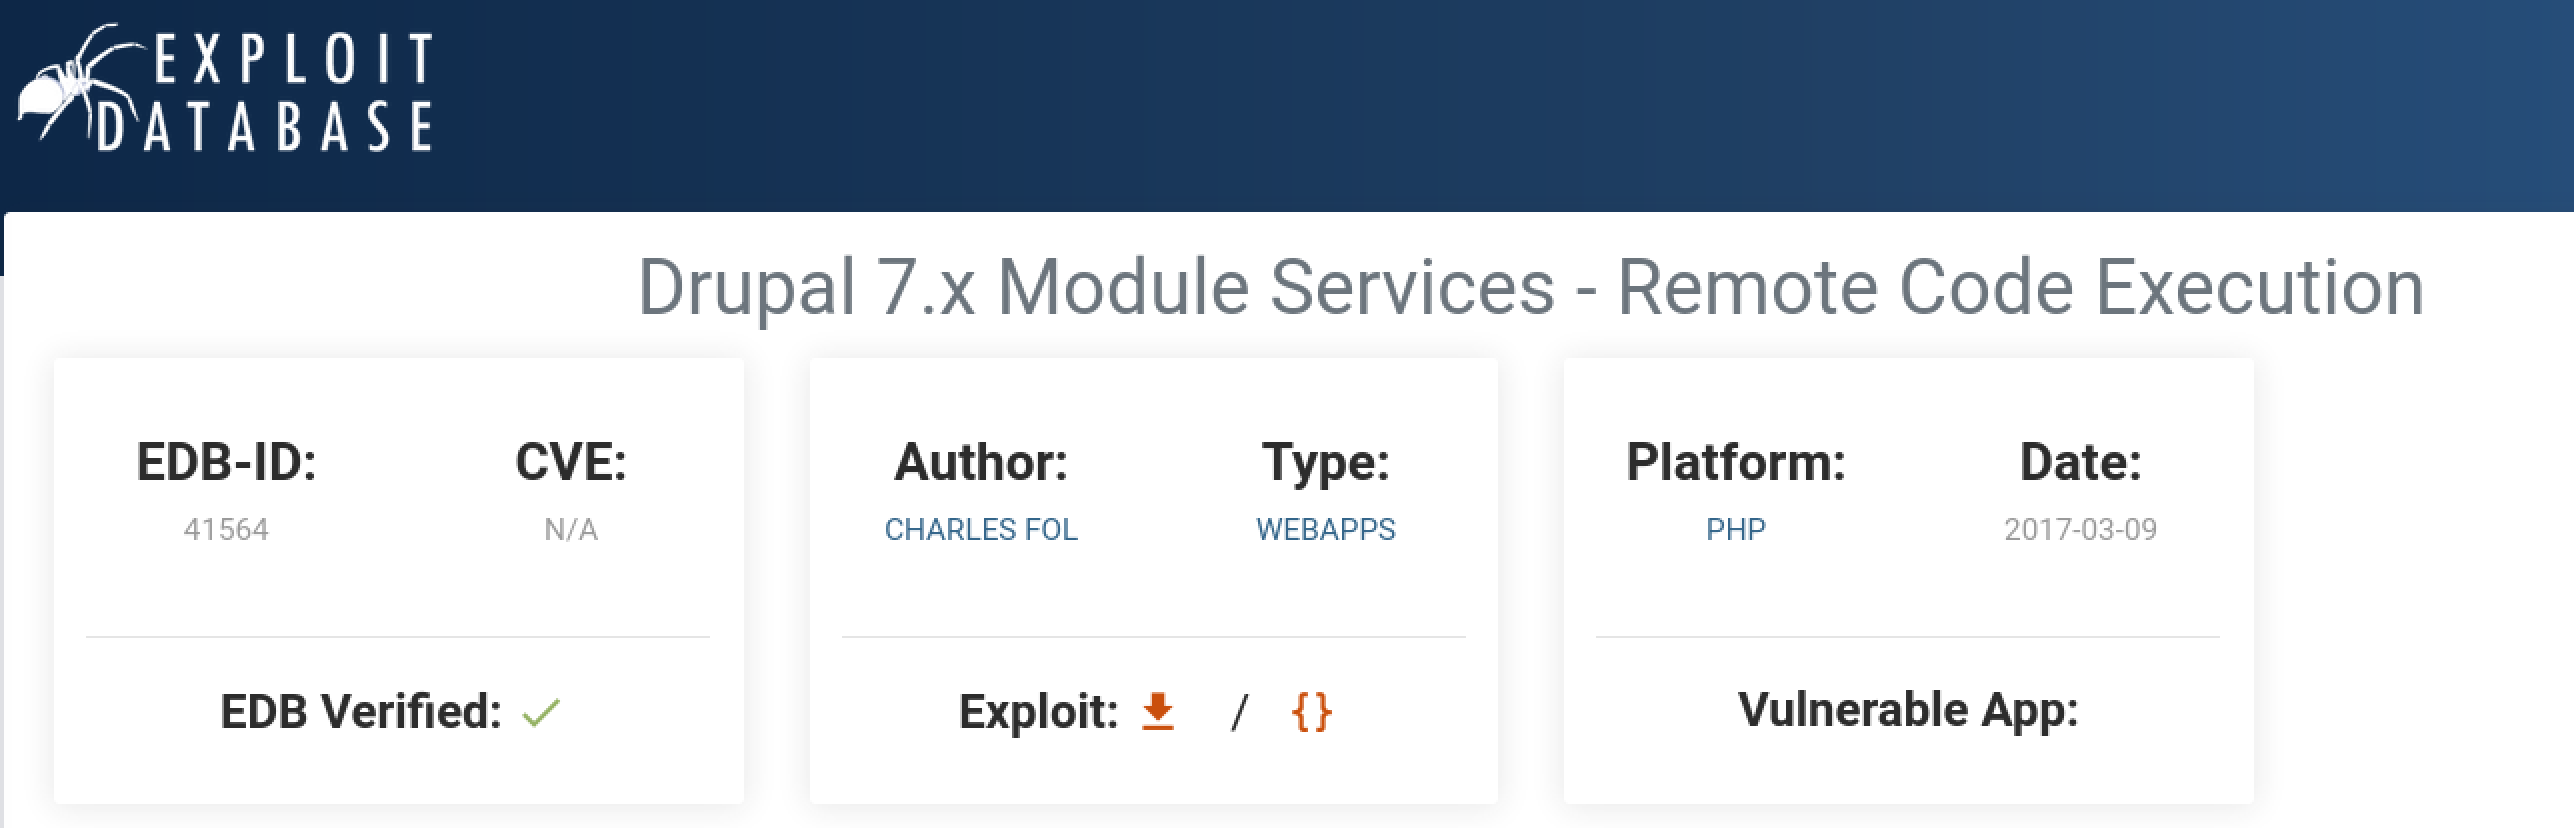 EXPLOIT
DATABASE
Drupal 7.x Module Services - Remote Code Execution
EDB-ID:
41564
CVE:
N/A
EDB Verified:
Author:
CHARLES FOL
Type:
WEBAPPS
Exploit: / {}
Platform:
PHP
Date:
2017-03-09
Vulnerable App: